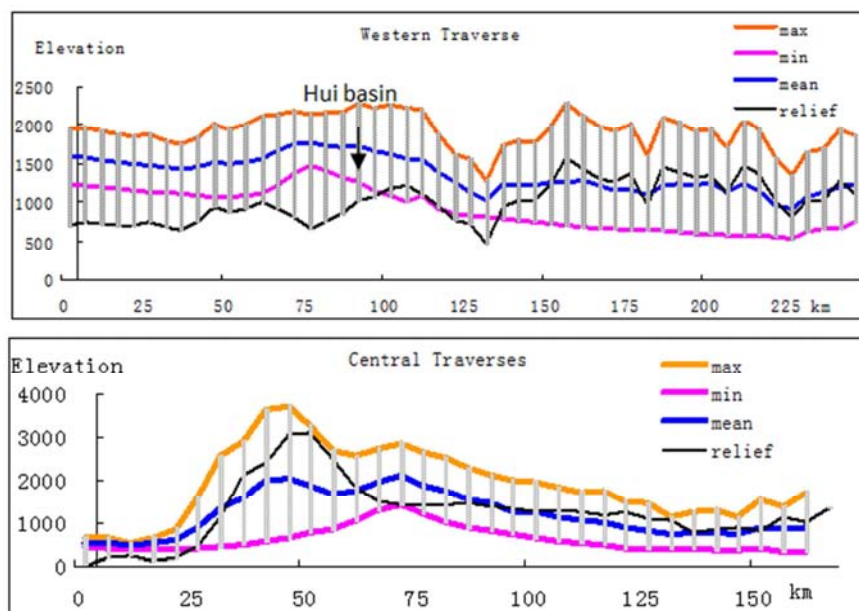 Western Traverse
Elevation
max
min
mean
relief
Hui basin
2500
2000
1500
1000
500
0
0 25 50 75 100 125 150 175 200 225 km
Central Traverses
Elevation
max
min
mean
relief
4000
3000
2000
1000
0
0 25 50 75 100 125 150 km